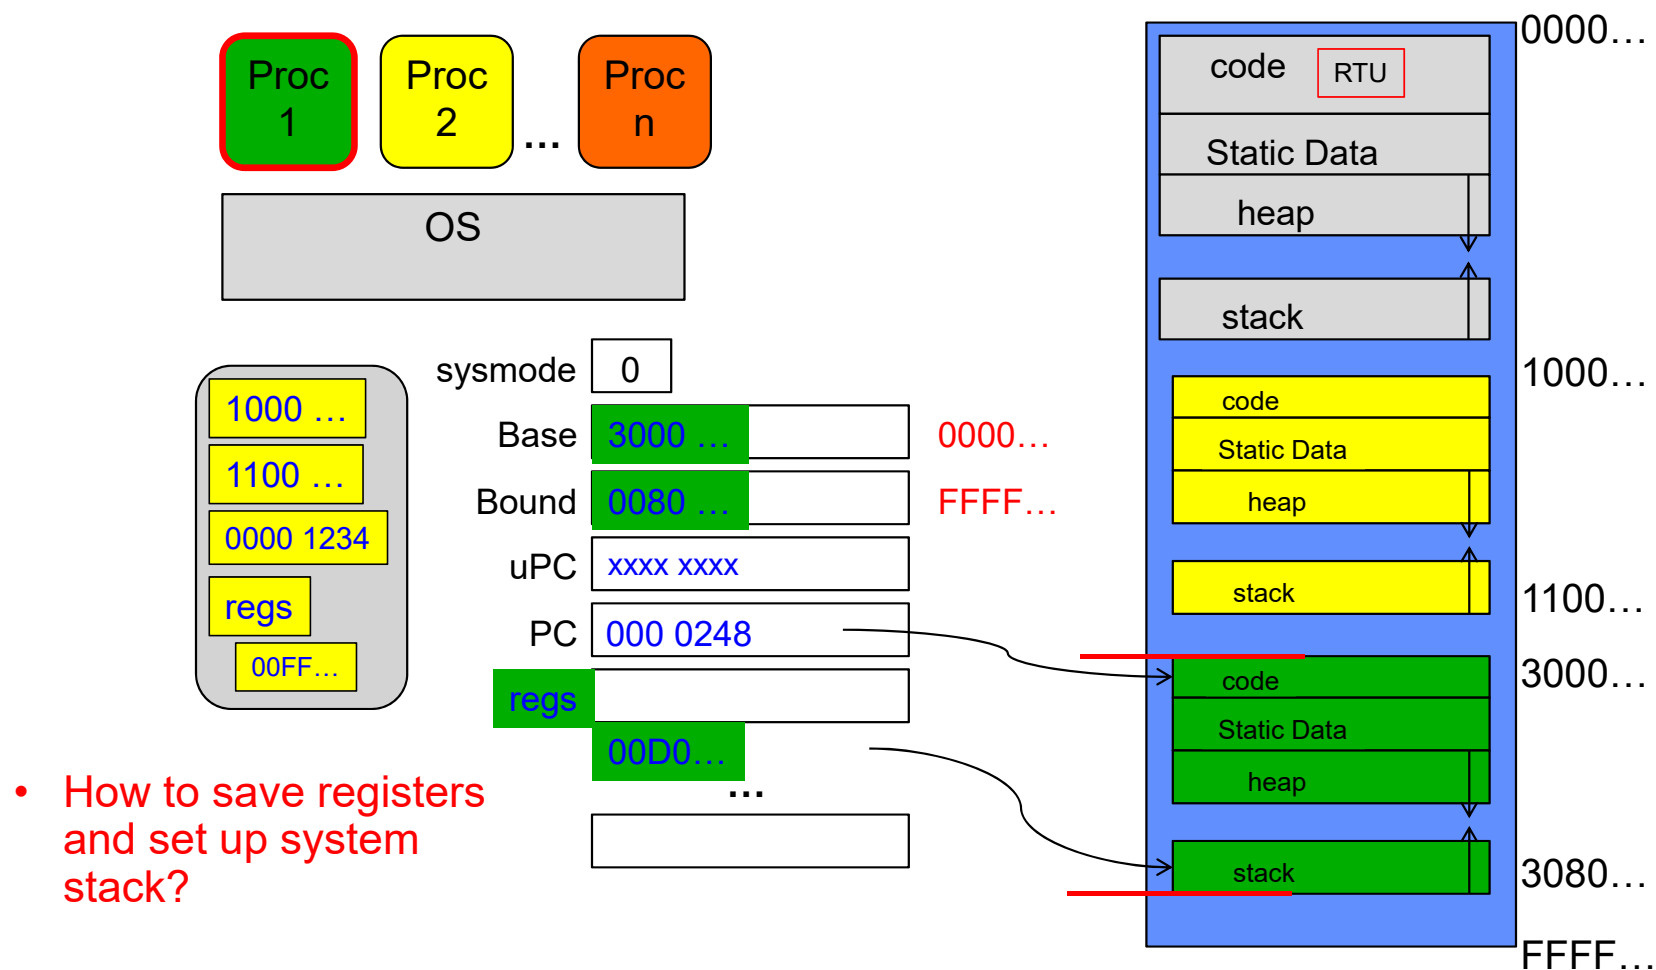 Proc
1
Proc
2
...
Proc
n
OS
sysmode
0
Base
3000 …
0000…
Bound
0080 …
FFFF…
uPC
xxxx xxxx
PC
000 0248
regs
00D0…
...
1000 …
1100 …
0000 1234
regs
00FF…
• How to save registers
and set up system
stack?
0000…
code
RTU
Static Data
heap
stack
1000…
code
Static Data
heap
stack
1100…
3000…
code
Static Data
heap
stack
3080…
FFFF…